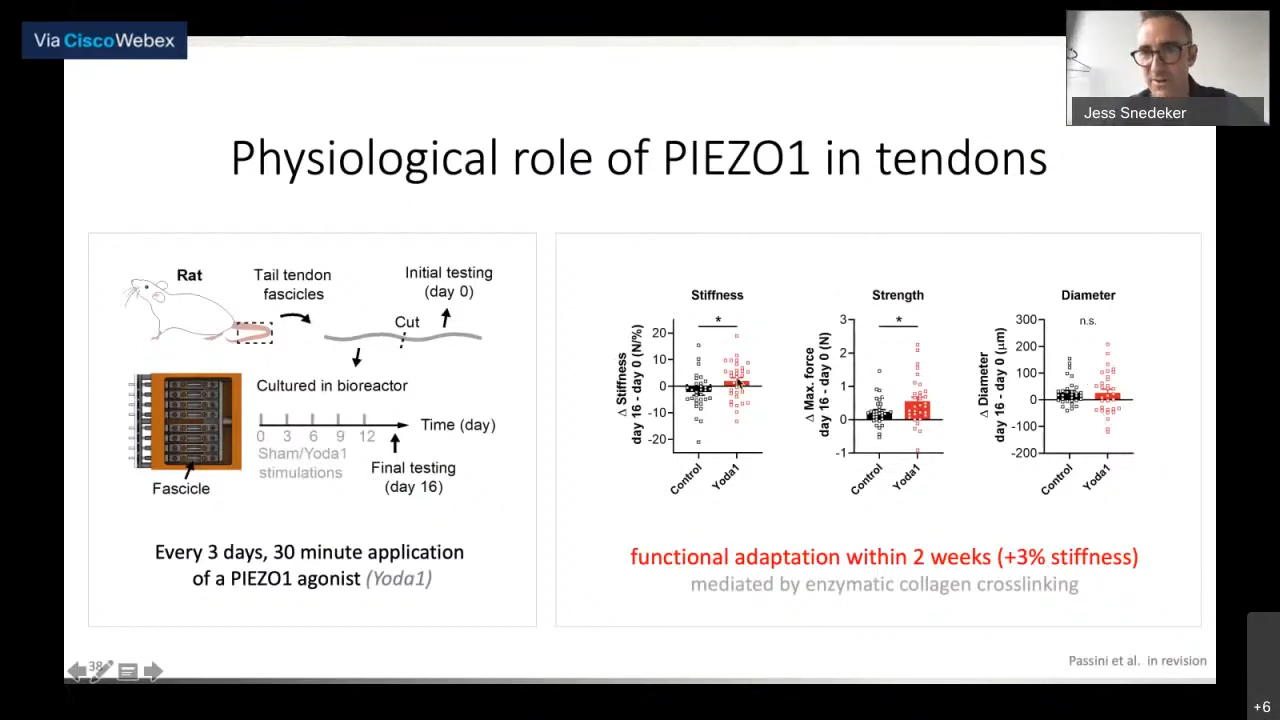 Via CiscoWebex
Jess Snedeker
Physiological role of PIEZO1 in tendons
Rat
Tail tendon
fascicles
Initial testing
(day 0)
Cut
Cultured in bioreactor
0 3 6 9 12
Time (day)
Sham/Yoda1
stimulations
Final testing
(day 16)
Fascicle
Every 3 days, 30 minute application
of a PIEZO1 agonist (Yoda1)
Stiffness
*
Δ Stiffness
day 16 - day 0 (N/%)
20
10
0
-10
-20
Control
Yoda1
Strength
*
Δ Max. force
day 16 - day 0 (N)
3
2
1
0
-1
Control
Yoda1
Diameter
n.s.
Δ Diameter
day 16 - day 0 (μm)
300
200
100
0
-100
-200
Control
Yoda1
functional adaptation within 2 weeks (+3% stiffness)
mediated by enzymatic collagen crosslinking
38
Passini et al. in revision
+6